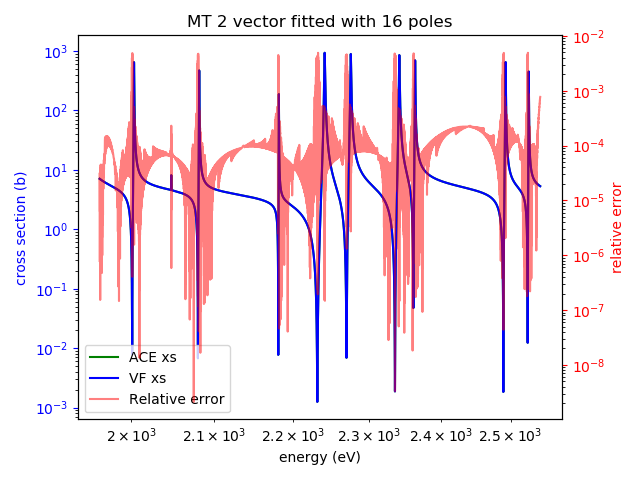 MT 2 vector fitted with 16 poles
cross section (b)
10³
10²
10¹
10⁰
10⁻¹
10⁻²
10⁻³
ACE xs
VF xs
Relative error
2 × 10³ 2.1 × 10³ 2.2 × 10³ 2.3 × 10³ 2.4 × 10³ 2.5 × 10³
energy (eV)
10⁻²
10⁻³
10⁻⁴
10⁻⁵
10⁻⁶
10⁻⁷
10⁻⁸
relative error